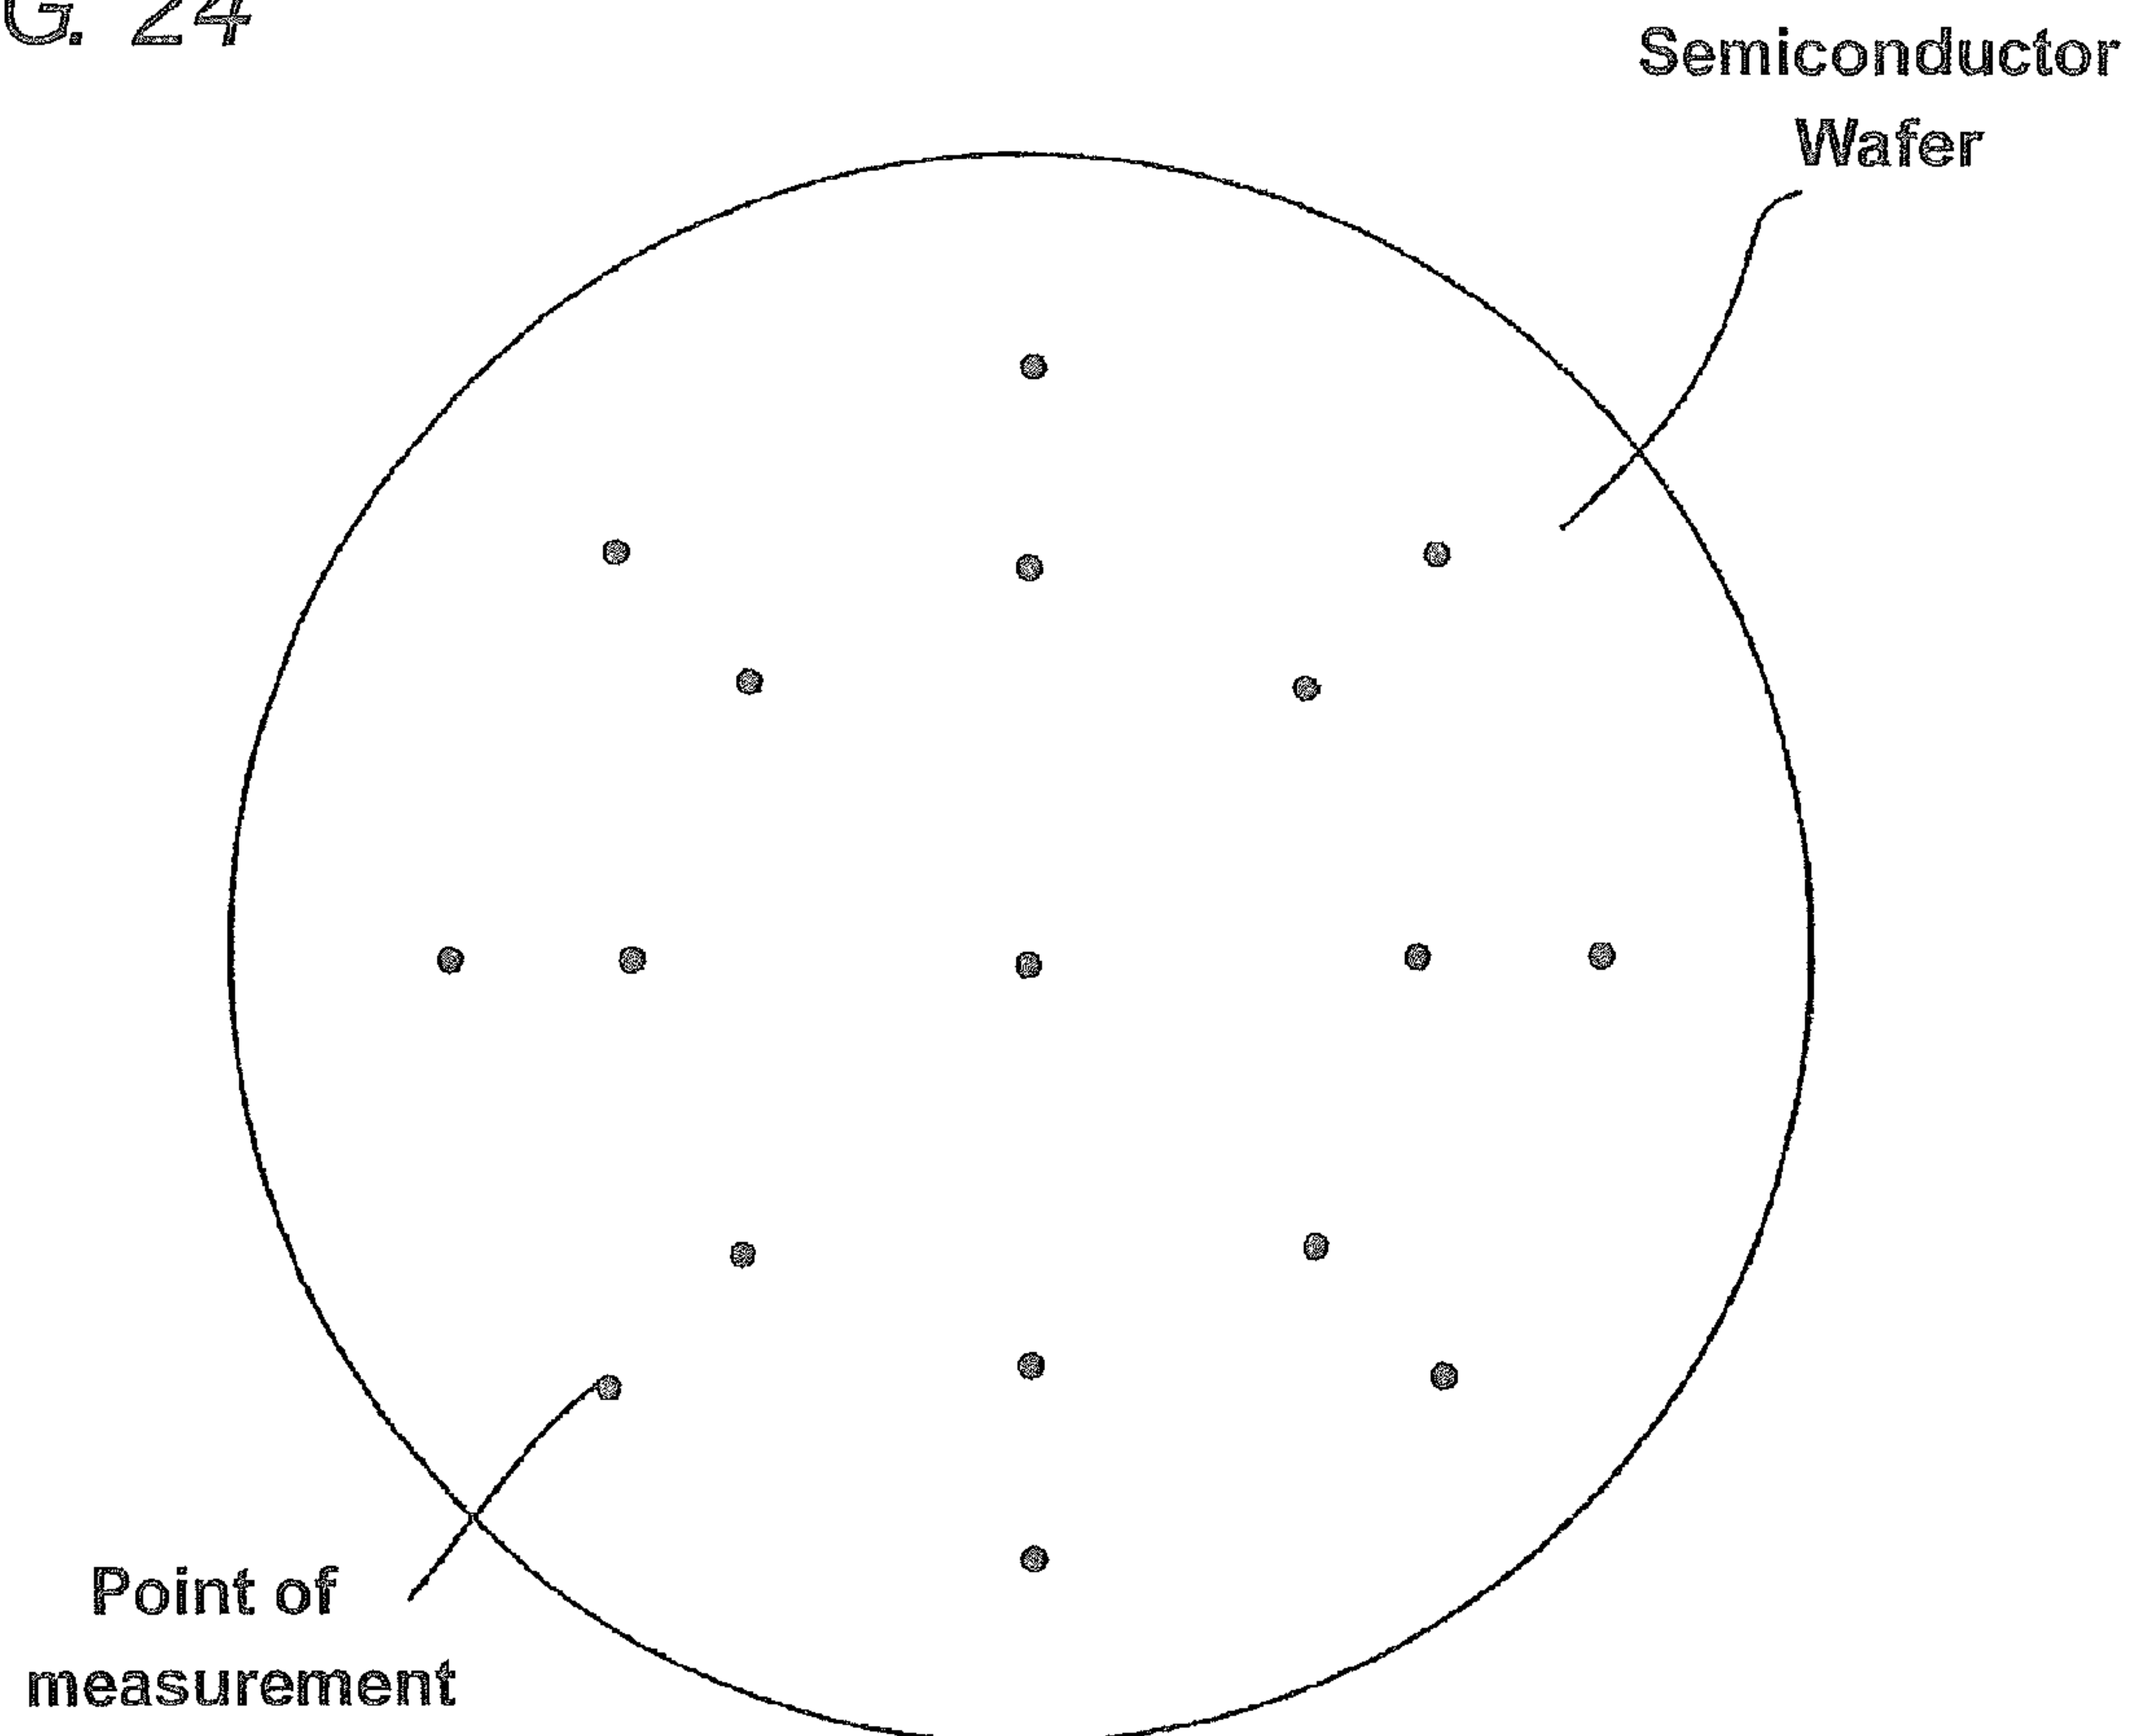 G. 24
Semiconductor
Wafer
Point of
measurement